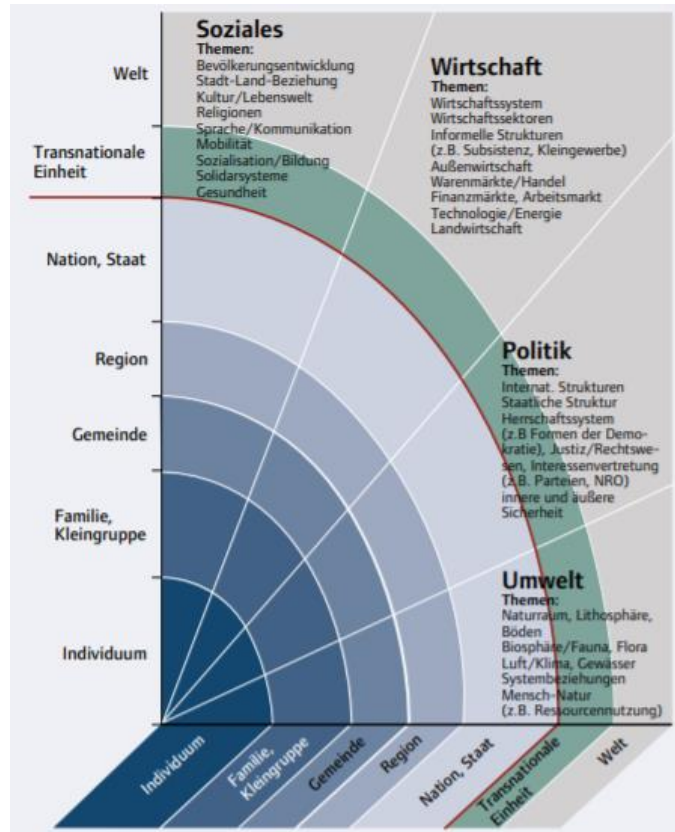 Soziales
Themen:
Bevölkerungsentwicklung
Stadt-Land-Beziehung
Kultur/Lebenswelt
Religionen
Sprache/Kommunikation
Mobilität
Sozialisation/Bildung
Solidarsysteme
Gesundheit
Wirtschaft
Themen:
Wirtschaftssystem
Wirtschaftssektoren
Informelle Strukturen
(z.B. Subsistenz, Kleingewerbe)
Außenwirtschaft
Warenmärkte/Handel
Finanzmärkte, Arbeitsmarkt
Technologie/Energie
Landwirtschaft
Politik
Themen:
Internat. Strukturen
Staatliche Struktur
Herrschaftssystem
(z.B Formen der Demo-
kratie), Justiz/Rechtswe-
sen, Interessenvertretung
(z.B. Parteien, NRO)
innere und äußere
Sicherheit
Umwelt
Themen:
Naturraum, Lithosphäre,
Böden
Biosphäre/Fauna, Flora
Luft/Klima, Gewässer
Systembeziehungen
Mensch-Natur
(z.B. Ressourcennutzung)
Welt
Transnationale
Einheit
Nation, Staat
Region
Gemeinde
Familie,
Kleingruppe
Individuum
Individuum
Familie,
Kleingruppe
Gemeinde
Region
Nation, Staat
Transnationale
Einheit
Welt